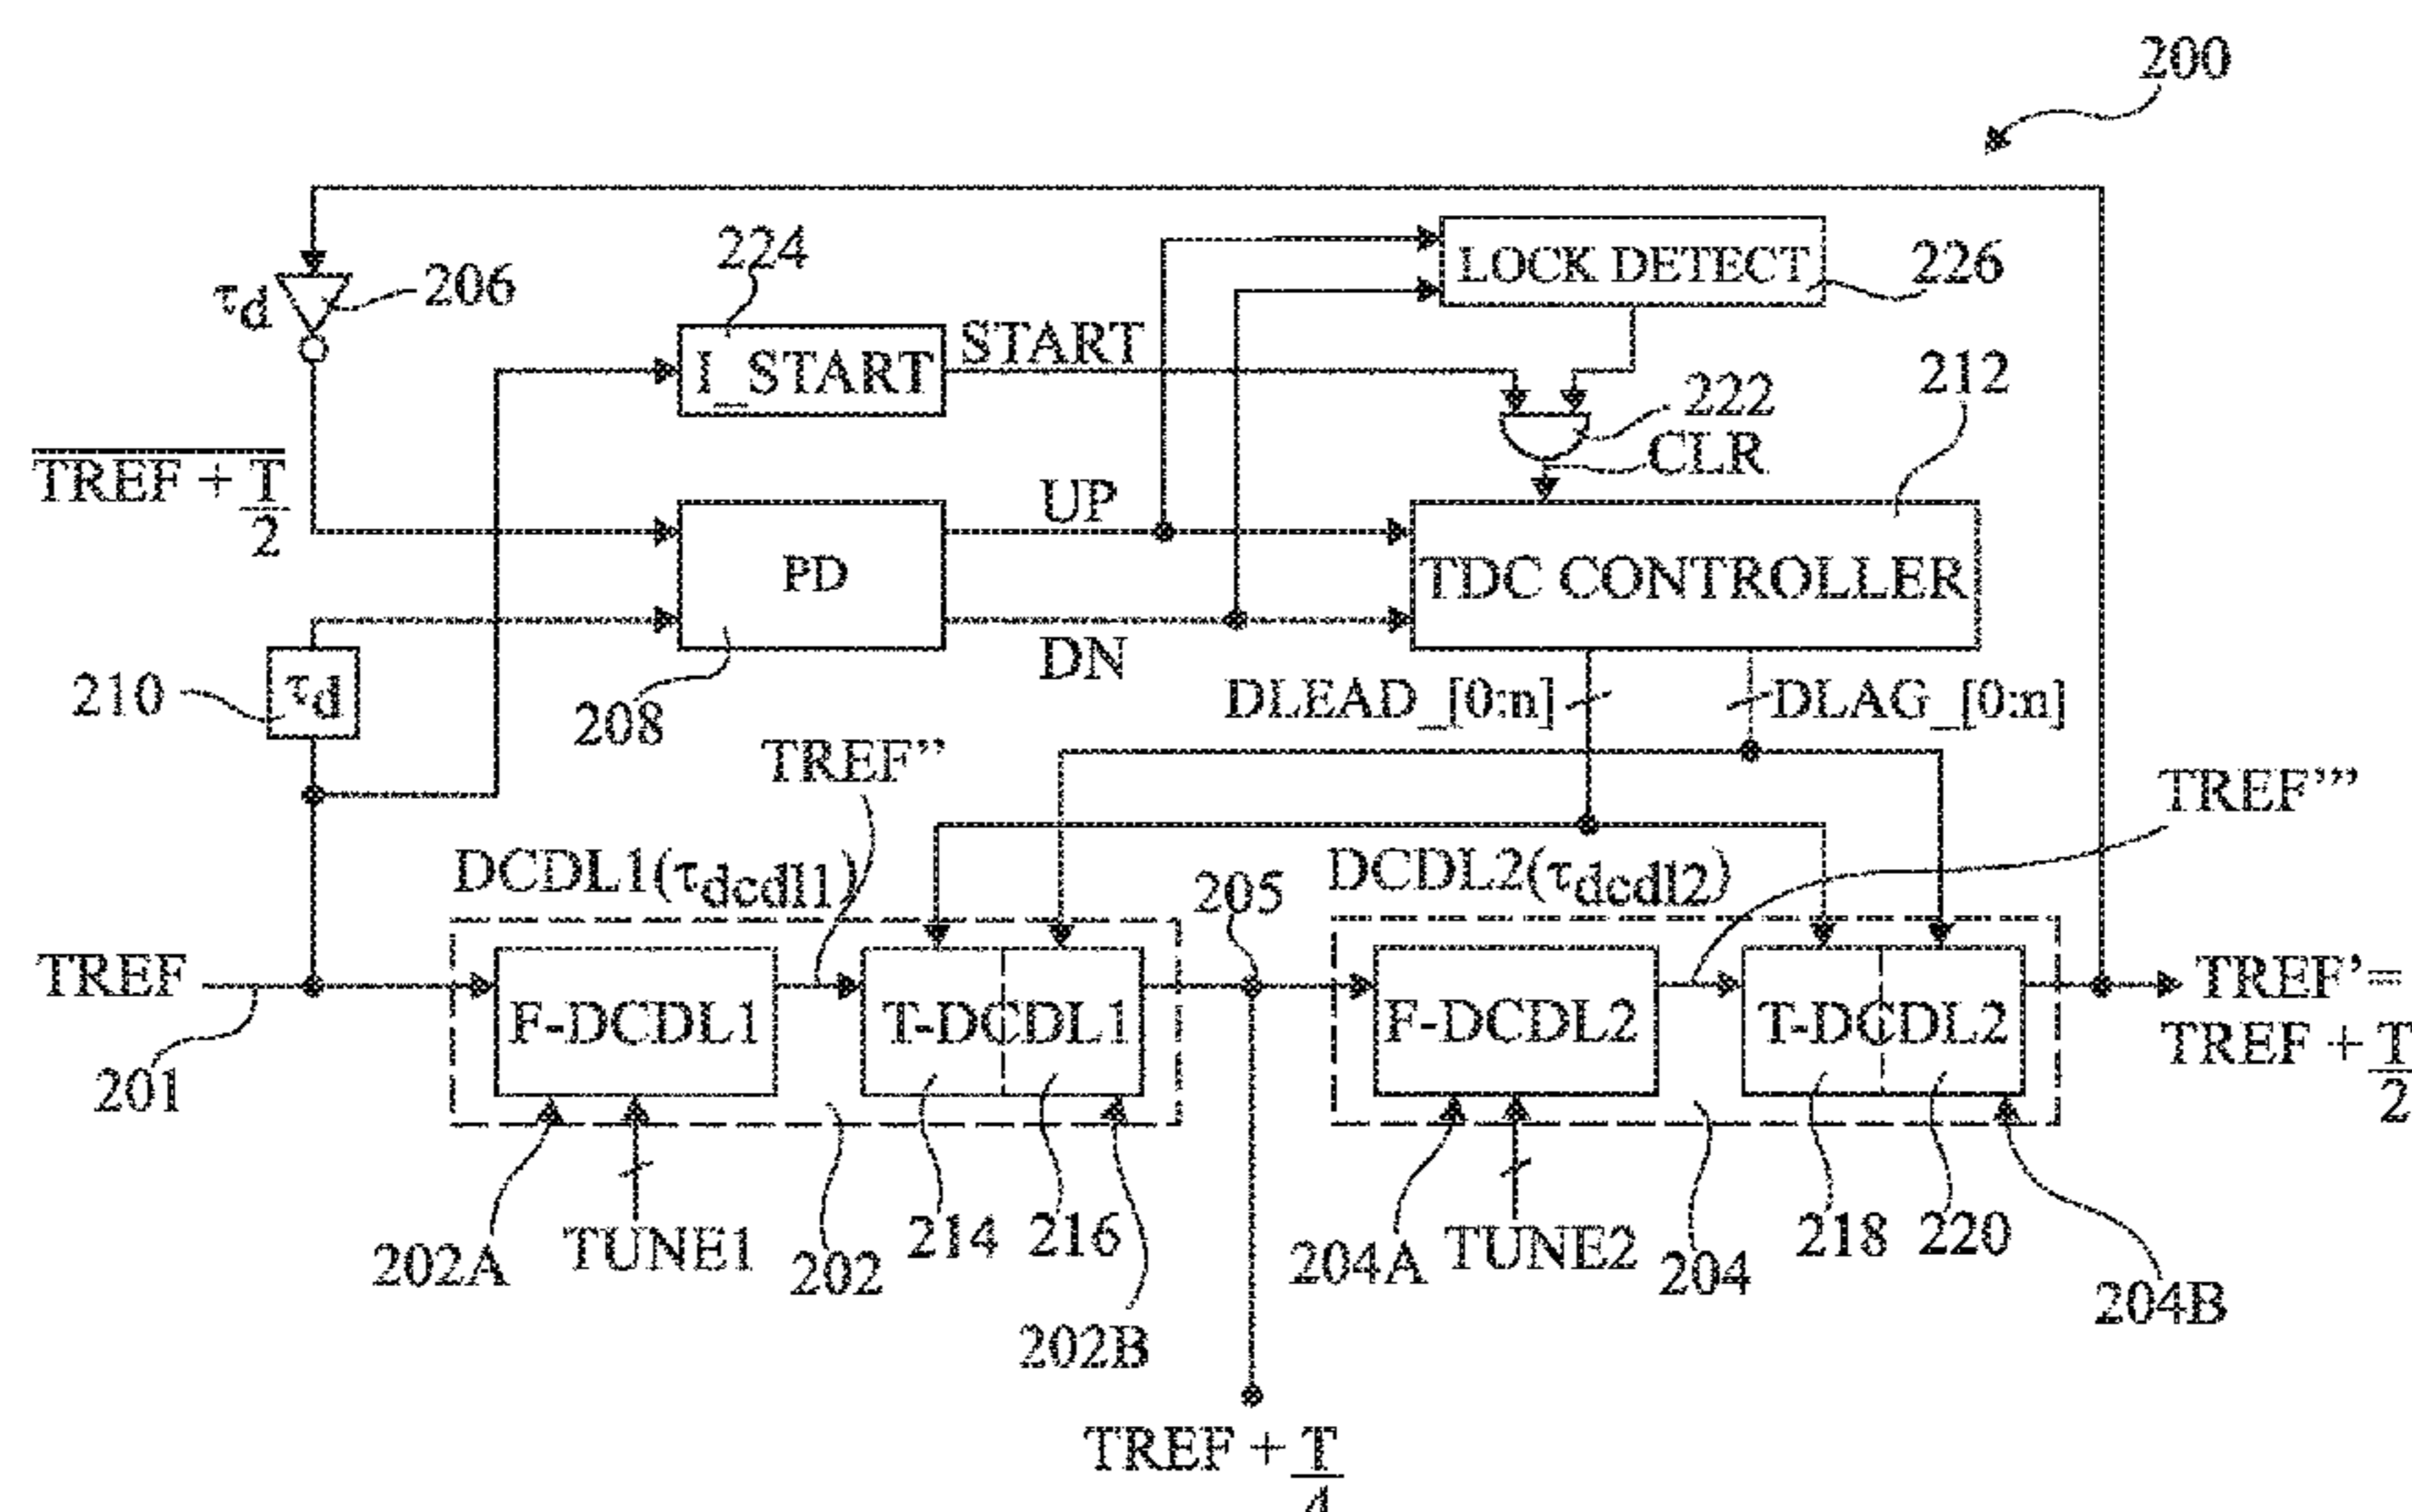 200
224
LOCK DETECT
226
τd
206
I_START
START
212
222
CLR
TREF + T/2
UP
PD
TDC CONTROLLER
DN
210
τd
208
DLEAD_[0:n]
DLAG_[0:n]
TREF’’
TREF’’’
DCDL1(τdcdl1)
205
DCDL2(τdcdl2)
TREF
F-DCDL1
T-DCDL1
F-DCDL2
T-DCDL2
TREF’=
TREF + T/2
201
202A
TUNE1
202
214
216
202B
204A
TUNE2
204
218
220
204B
TREF + T/4